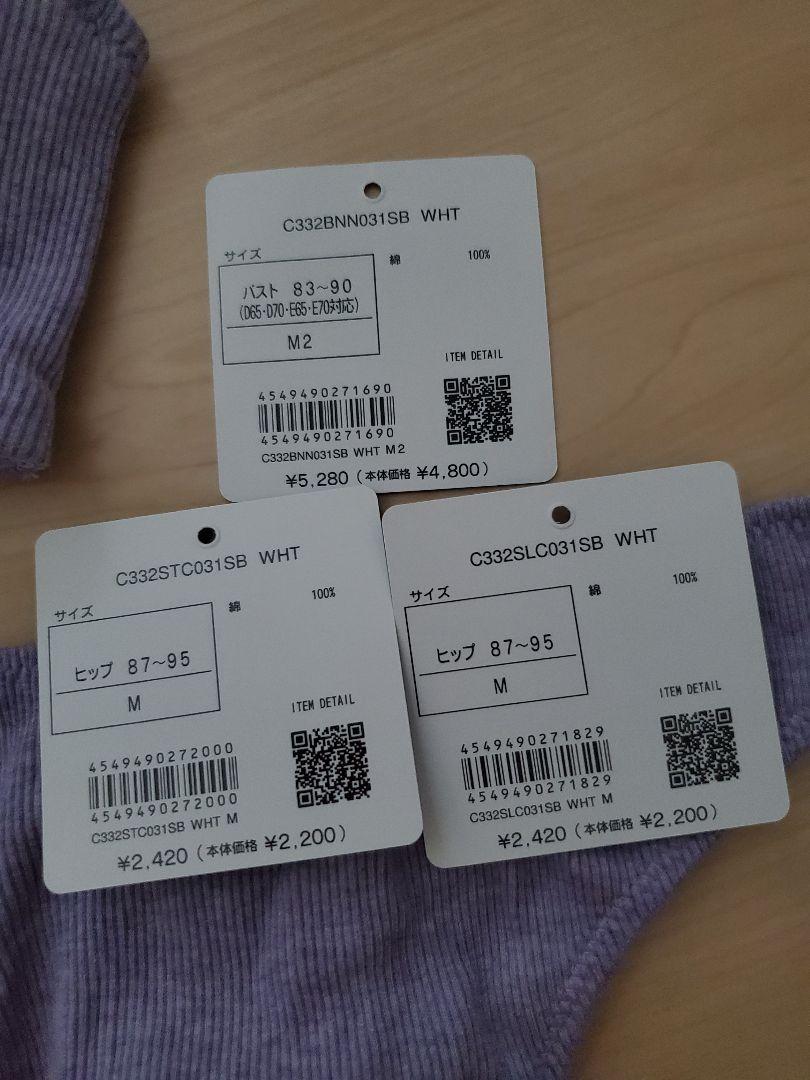 C332BNN031SB WHT
サイズ
綿 100%
バスト 83〜90
(D65・D70・E65・E70対応)
M2
ITEM DETAIL
4549490271690
4549490271690
C332BNN031SB WHT M2
¥5,280 (本体価格 ¥4,800)
C332STC031SB WHT
サイズ
綿 100%
ヒップ 87〜95
M
ITEM DETAIL
4549490272000
4549490272000
C332STC031SB WHT M
¥2,420 (本体価格 ¥2,200)
C332SLC031SB WHT
サイズ
綿 100%
ヒップ 87〜95
M
ITEM DETAIL
4549490271829
4549490271829
C332SLC031SB WHT M
¥2,420 (本体価格 ¥2,200)